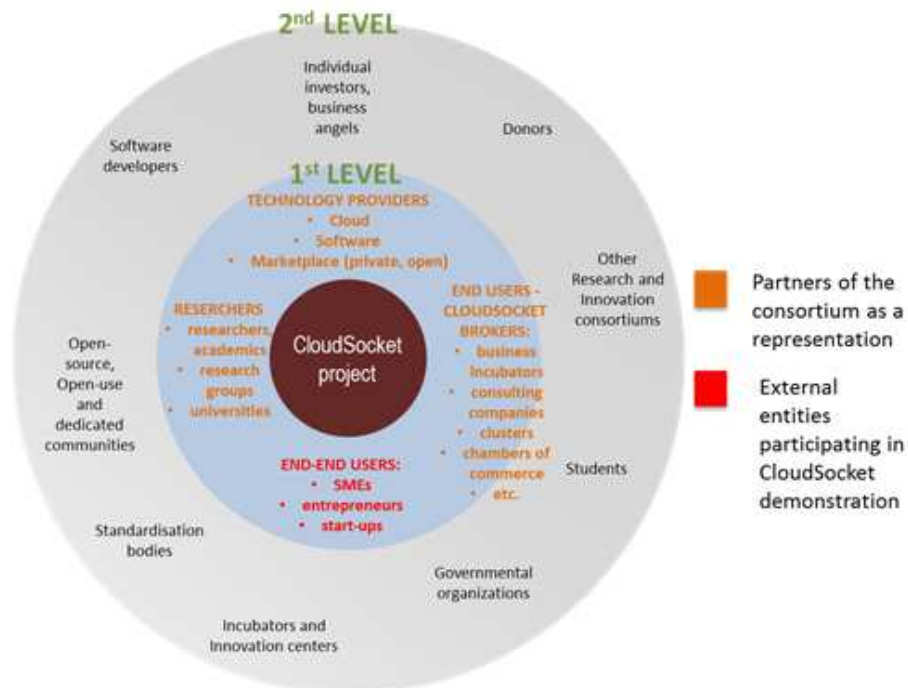 2nd LEVEL
Individual
investors,
business
angels
Donors
Software
developers
1st LEVEL
TECHNOLOGY PROVIDERS
• Cloud
• Software
• Marketplace (private, open)
Other
Research and
Innovation
consortiums
RESERCHERS
• researchers,
academics
• research
groups
• universities
CloudSocket
project
END USERS -
CLOUDSOCKET
BROKERS:
• business
incubators
• consulting
companies
• clusters
• chambers of
commerce
• etc.
Open-
source,
Open-use
and
dedicated
communities
END-END USERS:
• SMEs
• entrepreneurs
• start-ups
Students
Standardisation
bodies
Governmental
organizations
Incubators and
Innovation centers
Partners of the
consortium as a
representation
External
entities
participating in
CloudSocket
demonstration